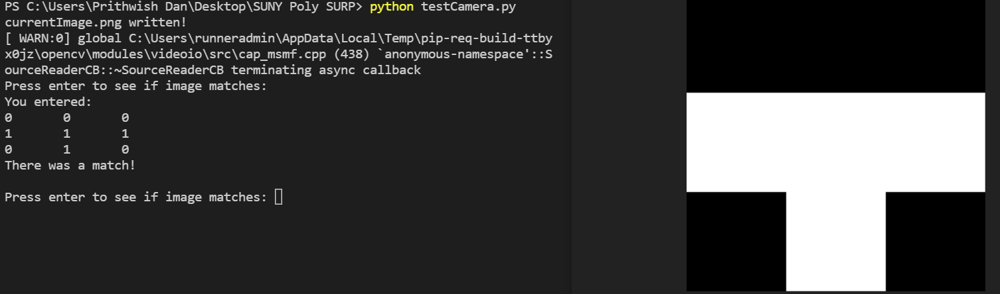 PS C:\Users\Prithwish Dan\Desktop\SUNY Poly SURP> python testCamera.py
currentImage.png written!
[ WARN:0] global C:\Users\runneradmin\AppData\Local\Temp\pip-req-build-ttby
x0jz\opencv\modules\videoio\src\cap_msmf.cpp (438) `anonymous-namespace'::S
ourceReaderCB::~SourceReaderCB terminating async callback
Press enter to see if image matches:
You entered:
0 0 0
1 1 1
0 1 0
There was a match!
Press enter to see if image matches: